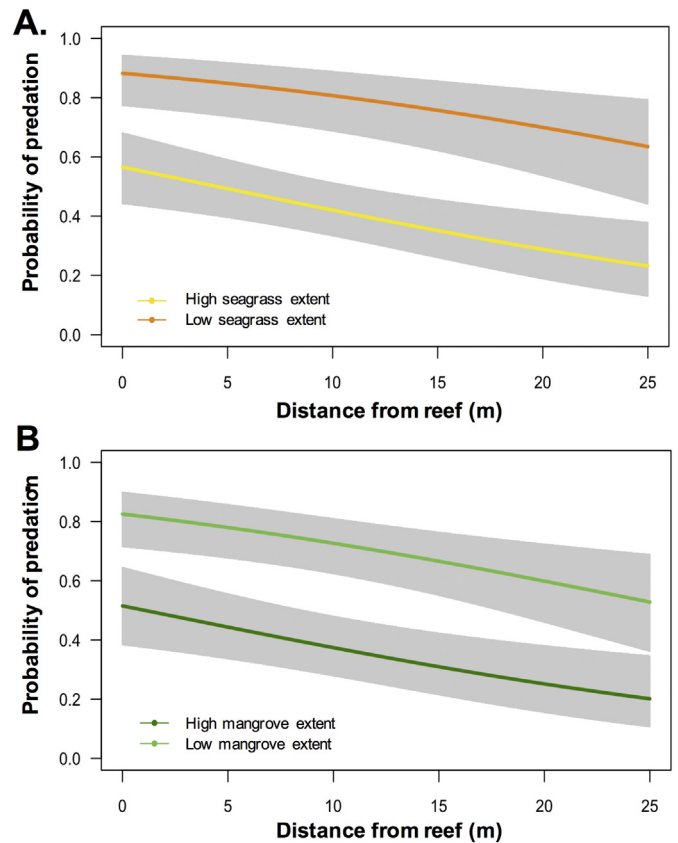 A.
Probability of predation
1.0
0.8
0.6
0.4
0.2
0.0
High seagrass extent
Low seagrass extent
0 5 10 15 20 25
Distance from reef (m)
B
Probability of predation
1.0
0.8
0.6
0.4
0.2
0.0
High mangrove extent
Low mangrove extent
0 5 10 15 20 25
Distance from reef (m)